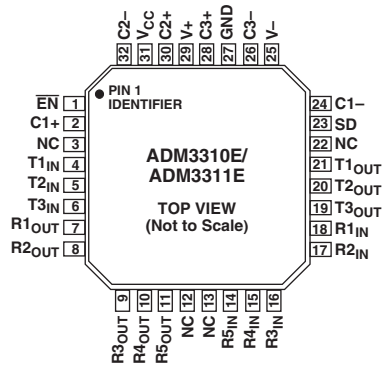 C2– VCC C2+ V+ C3+ GND C3– V–
32 31 30 29 28 27 26 25
PIN 1
IDENTIFIER
EN 1
C1+ 2
NC 3
T1IN 4
T2IN 5
T3IN 6
R1OUT 7
R2OUT 8
ADM3310E/
ADM3311E
TOP VIEW
(Not to Scale)
24 C1–
23 SD
22 NC
21 T1OUT
20 T2OUT
19 T3OUT
18 R1IN
17 R2IN
9 10 11 12 13 14 15 16
R3OUT R4OUT R5OUT NC NC R5IN R4IN R3IN